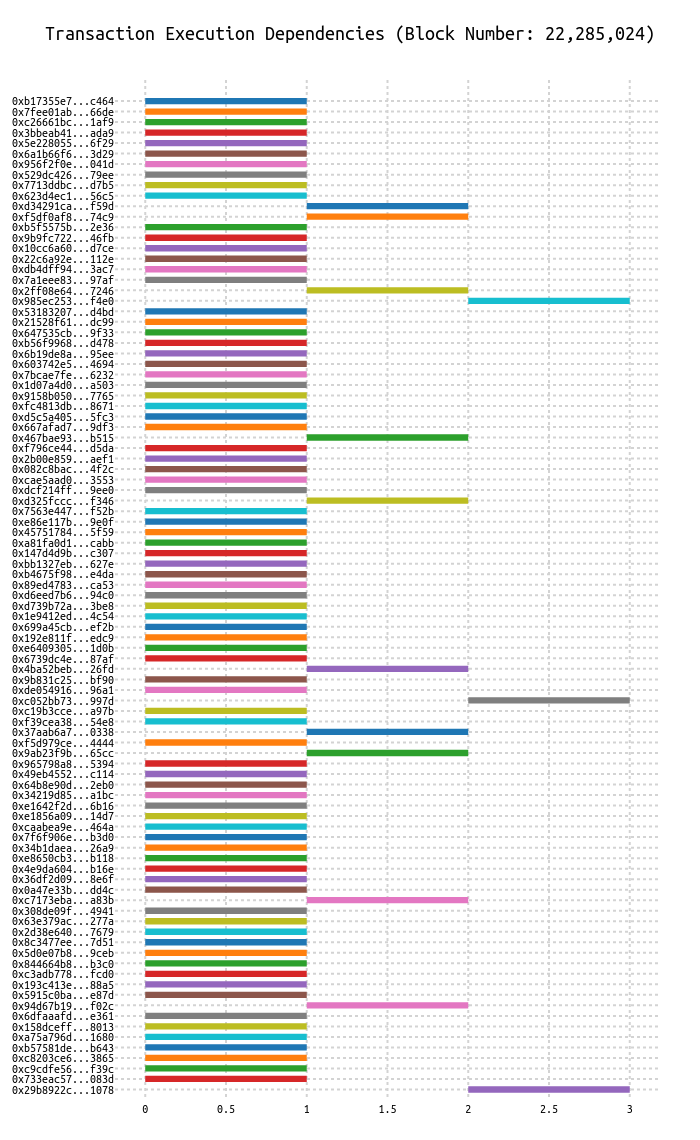 Transaction Execution Dependencies (Block Number: 22,285,024)
0xb17355e7...c464
0x7fee01ab...66de
0xc26661bc...1af9
0x3bbeab41...ada9
0x5e228055...6f29
0x6a1b66f6...3d29
0x956f2f0e...041d
0x529dc426...79ee
0x7713ddbc...d7b5
0x623d4ec1...56c5
0xd34291ca...f59d
0xf5df0af8...74c9
0xb5f5575b...2e36
0x9b9fc722...46fb
0x10cc6a60...d7ce
0x22c6a92e...112e
0xdb4dff94...3ac7
0x7a1eee83...97af
0x2ff08e64...7246
0x985ec253...f4e0
0x53183207...d4bd
0x21528f61...dc99
0x647535cb...9f33
0xb56f9968...d478
0x6b19de8a...95ee
0x603742e5...4694
0x7bcae7fe...6232
0x1d07a4d0...a503
0x9158b050...7765
0xfc4813db...8671
0xd5c5a405...5fc3
0x667afad7...9df3
0x467bae93...b515
0xf796ce44...d5da
0x2b00e859...aef1
0x082c8bac...4f2c
0xcae5aad0...3553
0xdcf214ff...9ee0
0xd325fccc...f346
0x7563e447...f52b
0xe86e117b...9e0f
0x45751784...5f59
0xa81fa0d1...cabb
0x147d4d9b...c307
0xbb1327eb...627e
0xb4675f98...e4da
0x89ed4783...ca53
0xd6eed7b6...94c0
0xd739b72a...3be8
0x1e9412ed...4c54
0x699a45cb...ef2b
0x192e811f...edc9
0xe6409305...1d0b
0x6739dc4e...87af
0x4ba52beb...26fd
0x9b831c25...bf90
0xde054916...96a1
0xc052bb73...997d
0xc19b3cce...a97b
0xf39cea38...54e8
0x37aab6a7...0338
0xf5d979ce...4444
0x9ab23f9b...65cc
0x965798a8...5394
0x49eb4552...c114
0x64b8e90d...2eb0
0x34219d85...a1bc
0xe1642f2d...6b16
0xe1856a09...14d7
0xcaabea9e...464a
0x7f6f906e...b3d0
0x34b1daea...26a9
0xe8650cb3...b118
0x4e9da604...b16e
0x36df2d09...8e6f
0x0a47e33b...dd4c
0xc7173eba...a83b
0x308de09f...4941
0x63e379ac...277a
0x2d38e640...7679
0x8c3477ee...7d51
0x5d0e07b8...9ceb
0x844664b8...b3c0
0xc3adb778...fcd0
0x193c413e...88a5
0x5915c0ba...e87d
0x94d67b19...f02c
0x6dfaaafd...e361
0x158dceff...8013
0xa75a796d...1680
0xb57581de...b643
0xc8203ce6...3865
0xc9cdfe56...f39c
0x733eac57...083d
0x29b8922c...1078
0 0.5 1 1.5 2 2.5 3